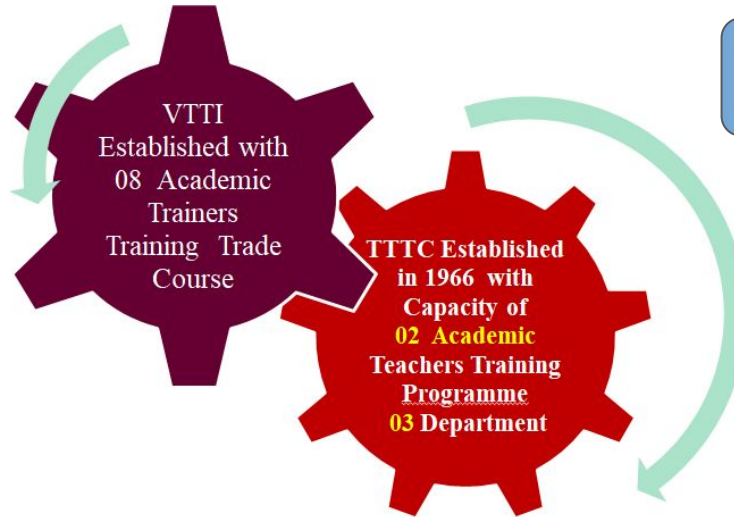 VTTI
Established with
08 Academic
Trainers
Training Trade
Course
TTTC Established
in 1966 with
Capacity of
02 Academic
Teachers Training
Programme
03 Department